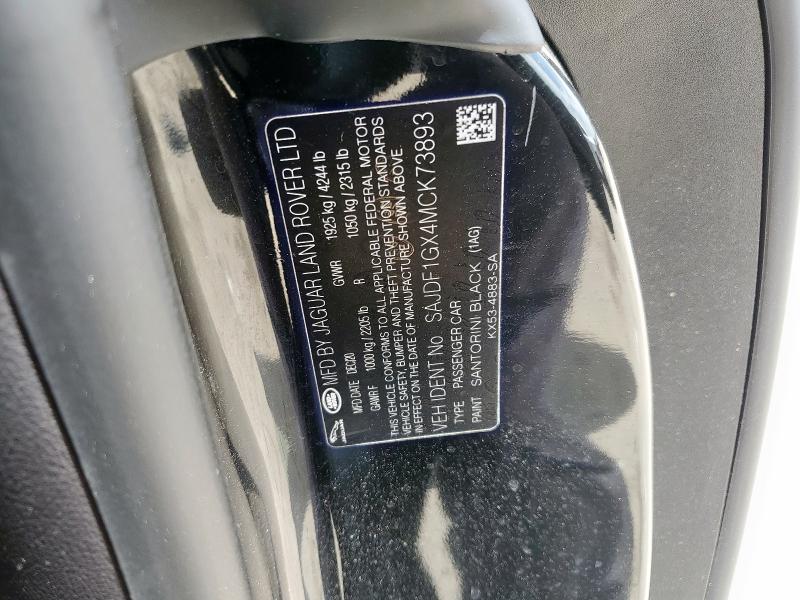 MFD BY JAGUAR LAND ROVER LTD
MFD DATE DEC/20 GVWR 1925 kg / 4244 lb
GAWR F 1000 kg / 2205 lb R 1050 kg / 2315 lb
THIS VEHICLE CONFORMS TO ALL APPLICABLE FEDERAL MOTOR
VEHICLE SAFETY, BUMPER AND THEFT PREVENTION STANDARDS
IN EFFECT ON THE DATE OF MANUFACTURE SHOWN ABOVE.
VEH IDENT No SAJDF1GX4MCK73893
TYPE PASSENGER CAR
PAINT SANTORINI BLACK (1AG)
KX53-4883-SA